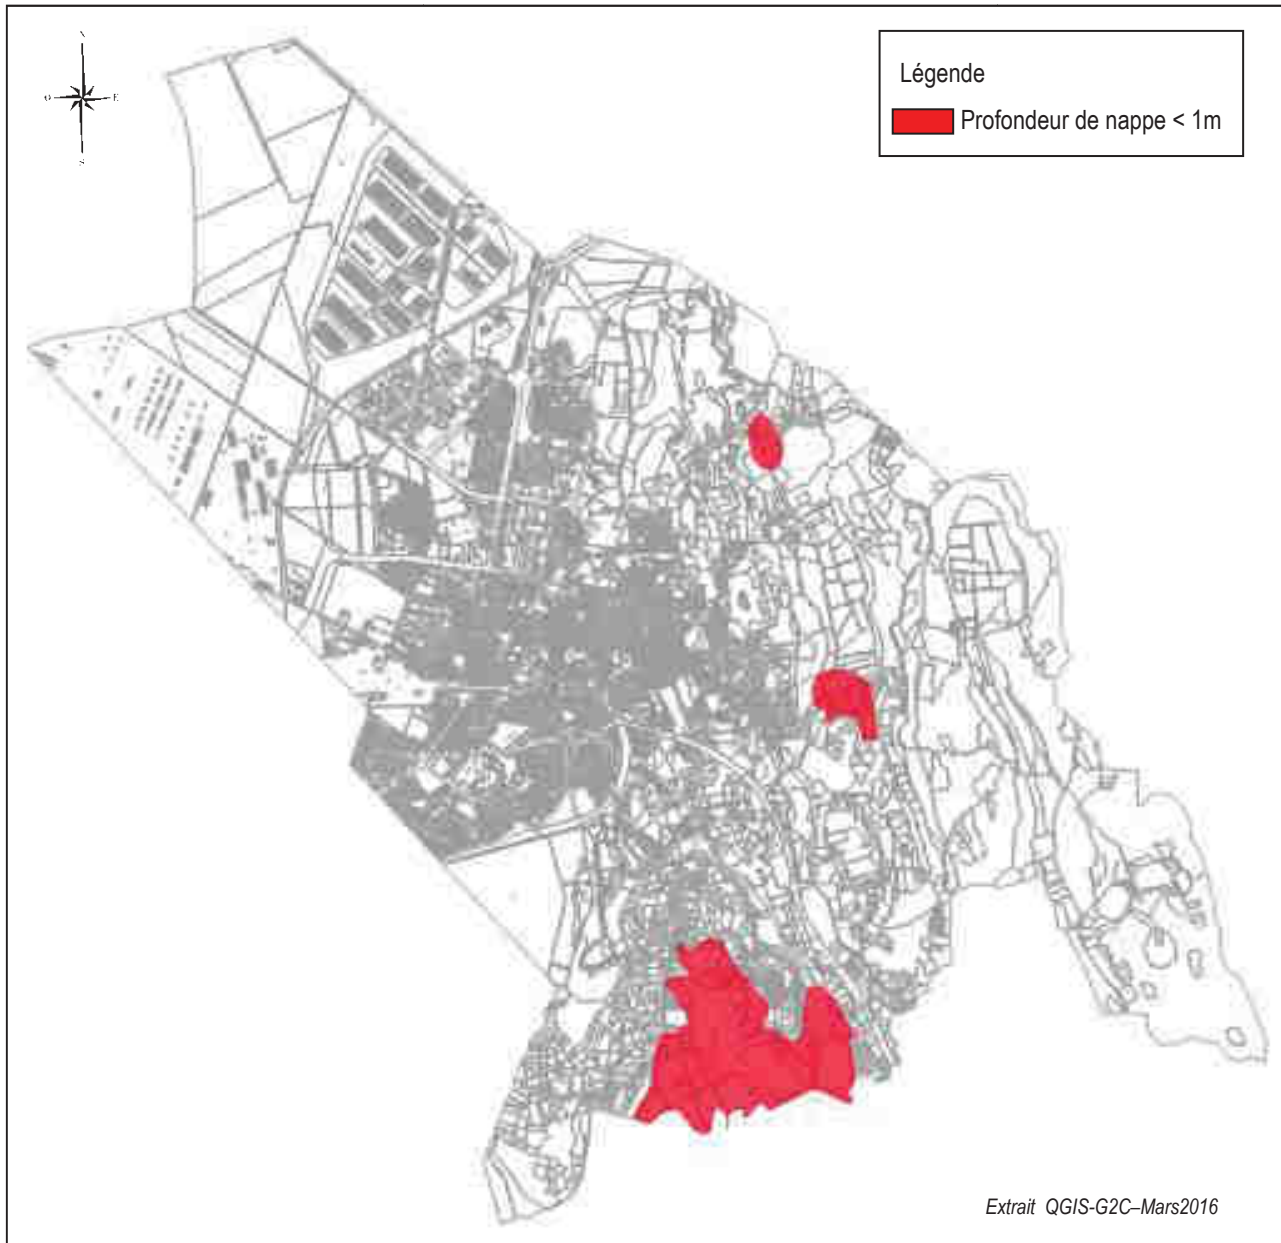 N
O E
S
Légende
Profondeur de nappe < 1m
Extrait QGIS-G2C–Mars2016